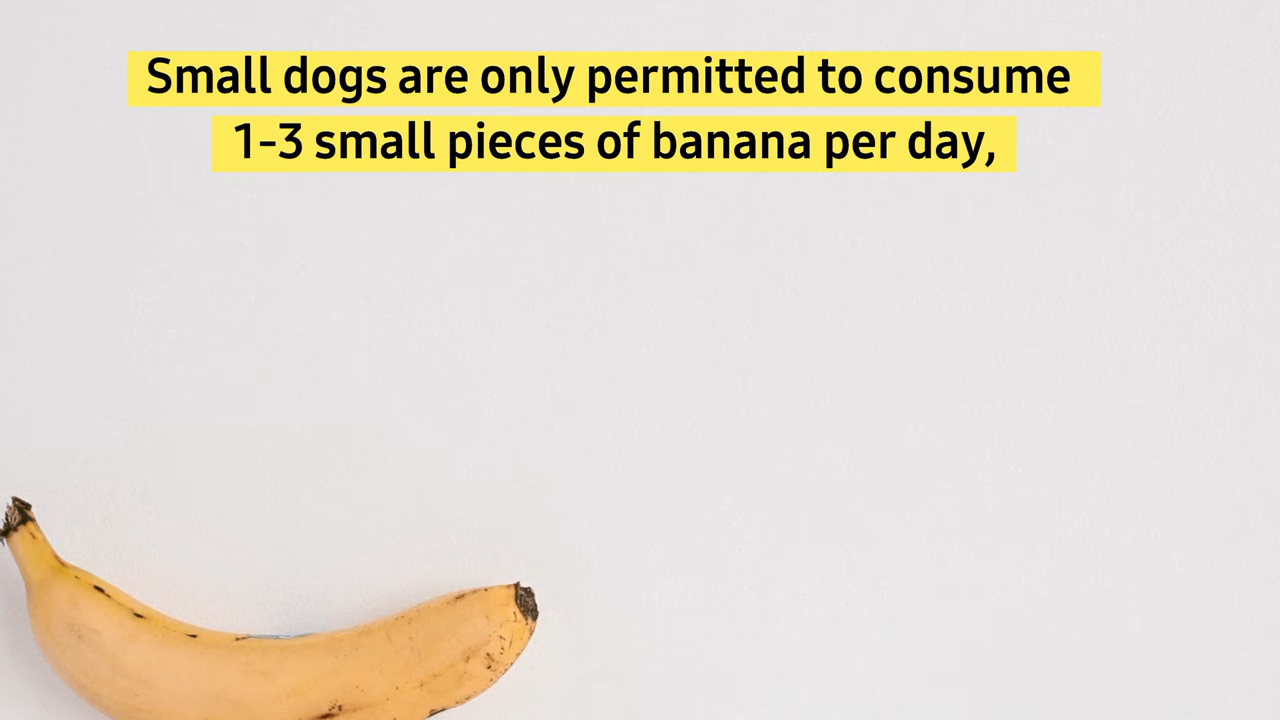 Small dogs are only permitted to consume
1-3 small pieces of banana per day,